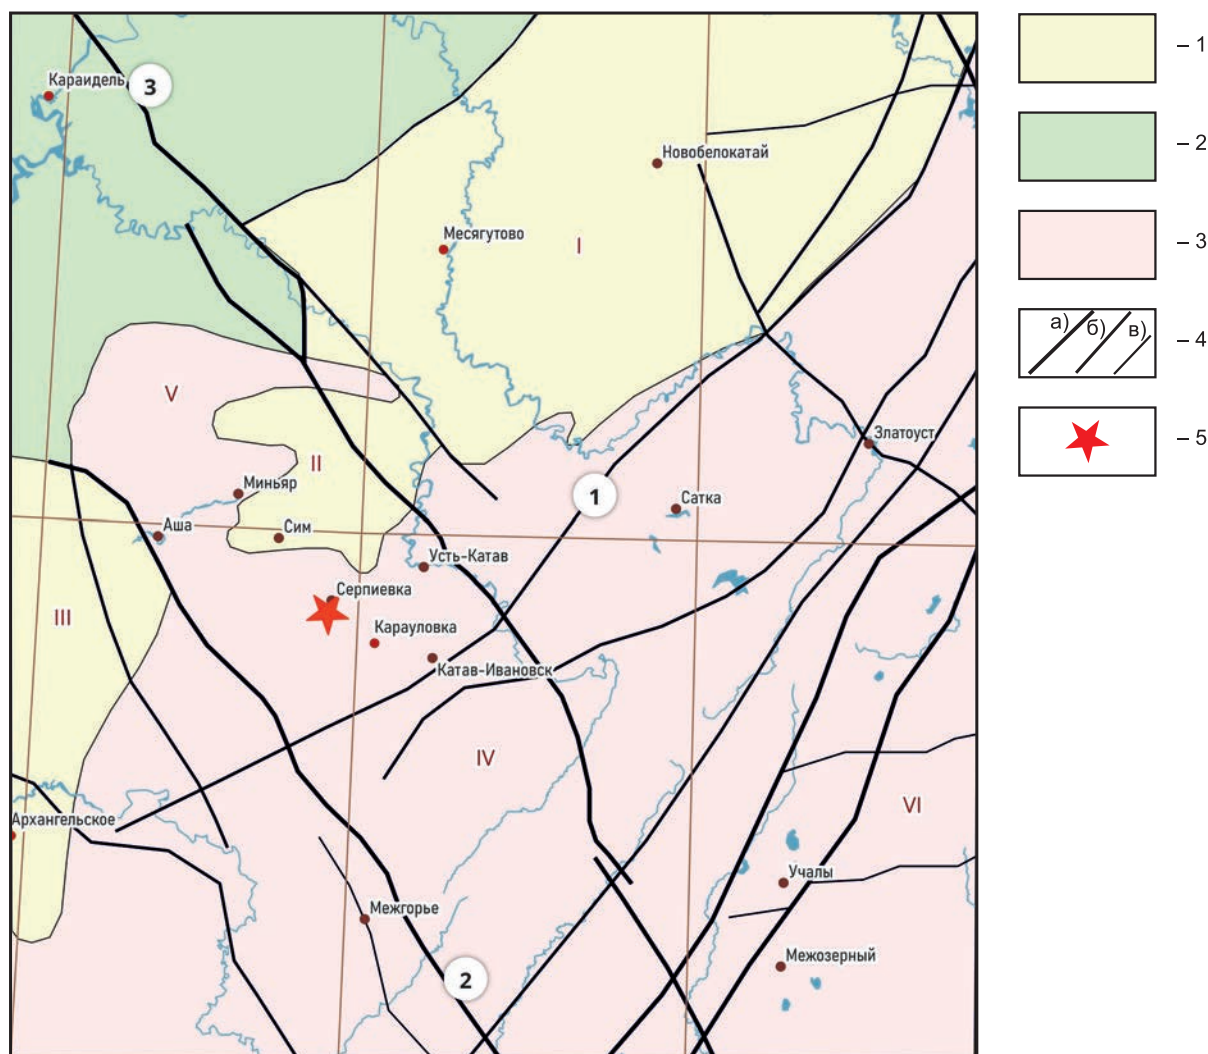 Караидель
3
Новобелокатай
Месягутово
I
V
Златоуст
II
Миньяр
1
Сатка
Аша
Сим
Усть-Катав
Серпиевка
III
Карауловка
Катав-Ивановск
IV
VI
Архангельское
Учалы
Межгорье
Межозерный
2
– 1
– 2
– 3
а) б) в)
– 4
– 5